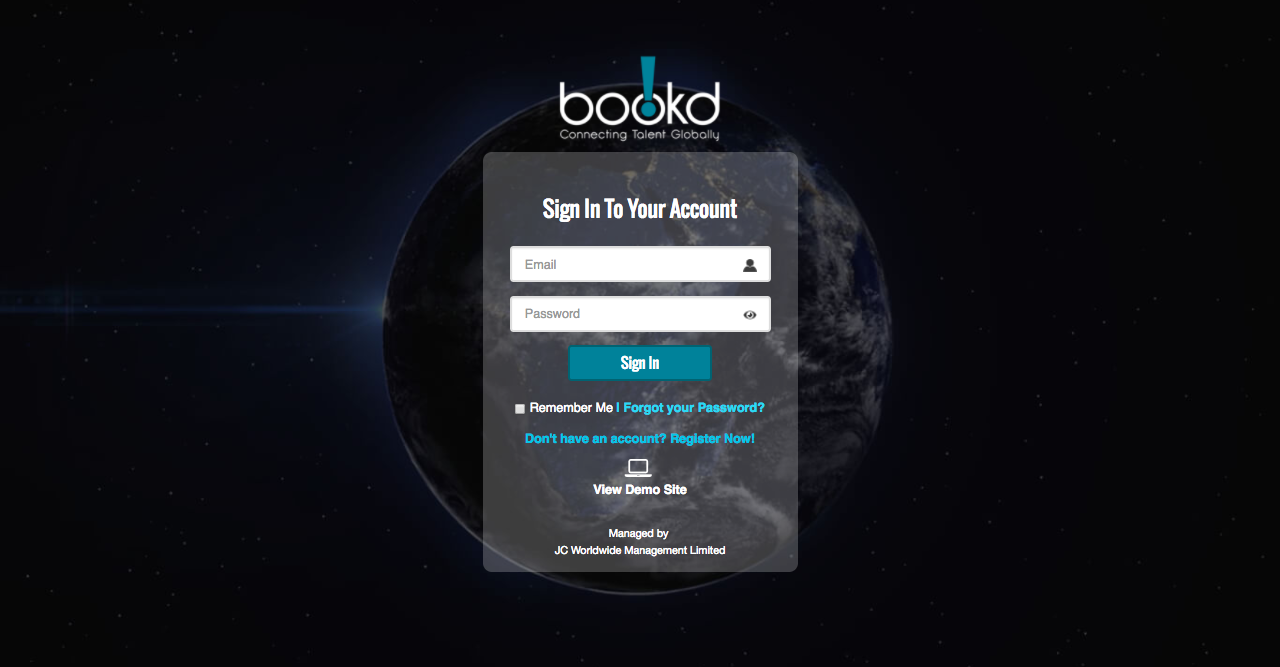 bookd!
Connecting Talent Globally
Sign In To Your Account
Email
Password
Sign In
Remember Me I Forgot your Password?
Don't have an account? Register Now!
View Demo Site
Managed by
JC Worldwide Management Limited